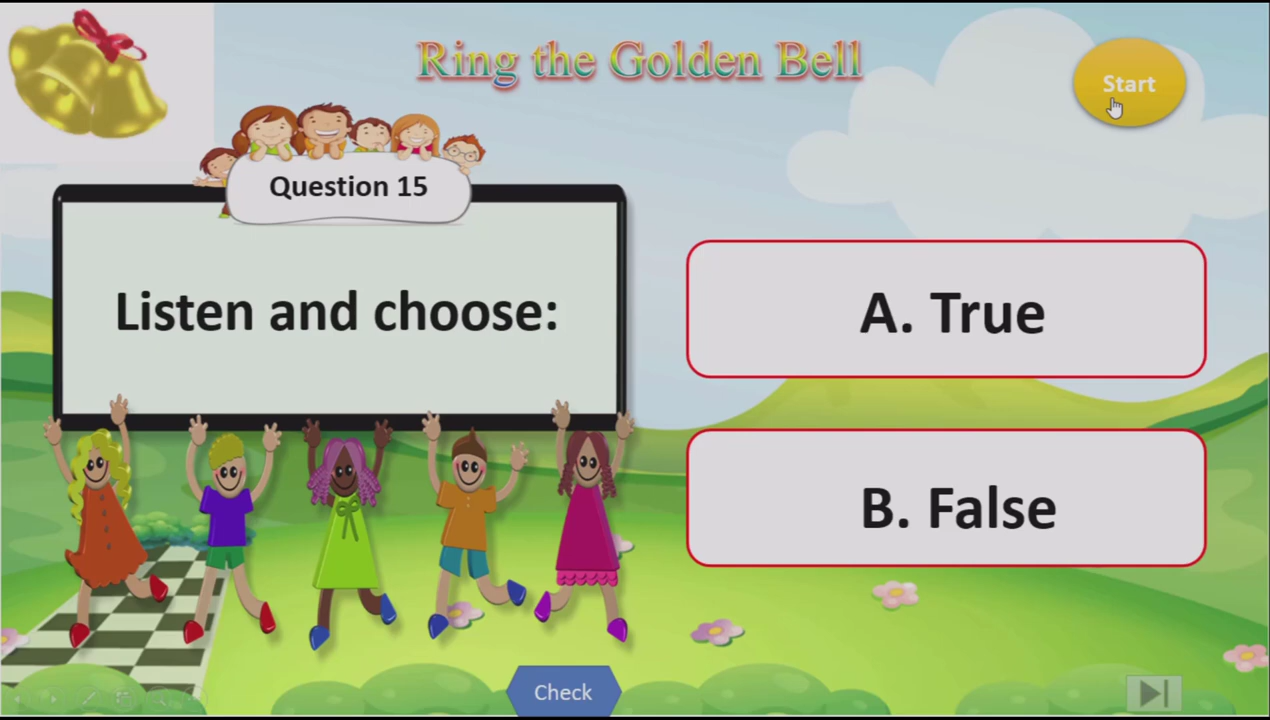 Ring the Golden Bell
Start
Question 15
Listen and choose:
A. True
B. False
Check